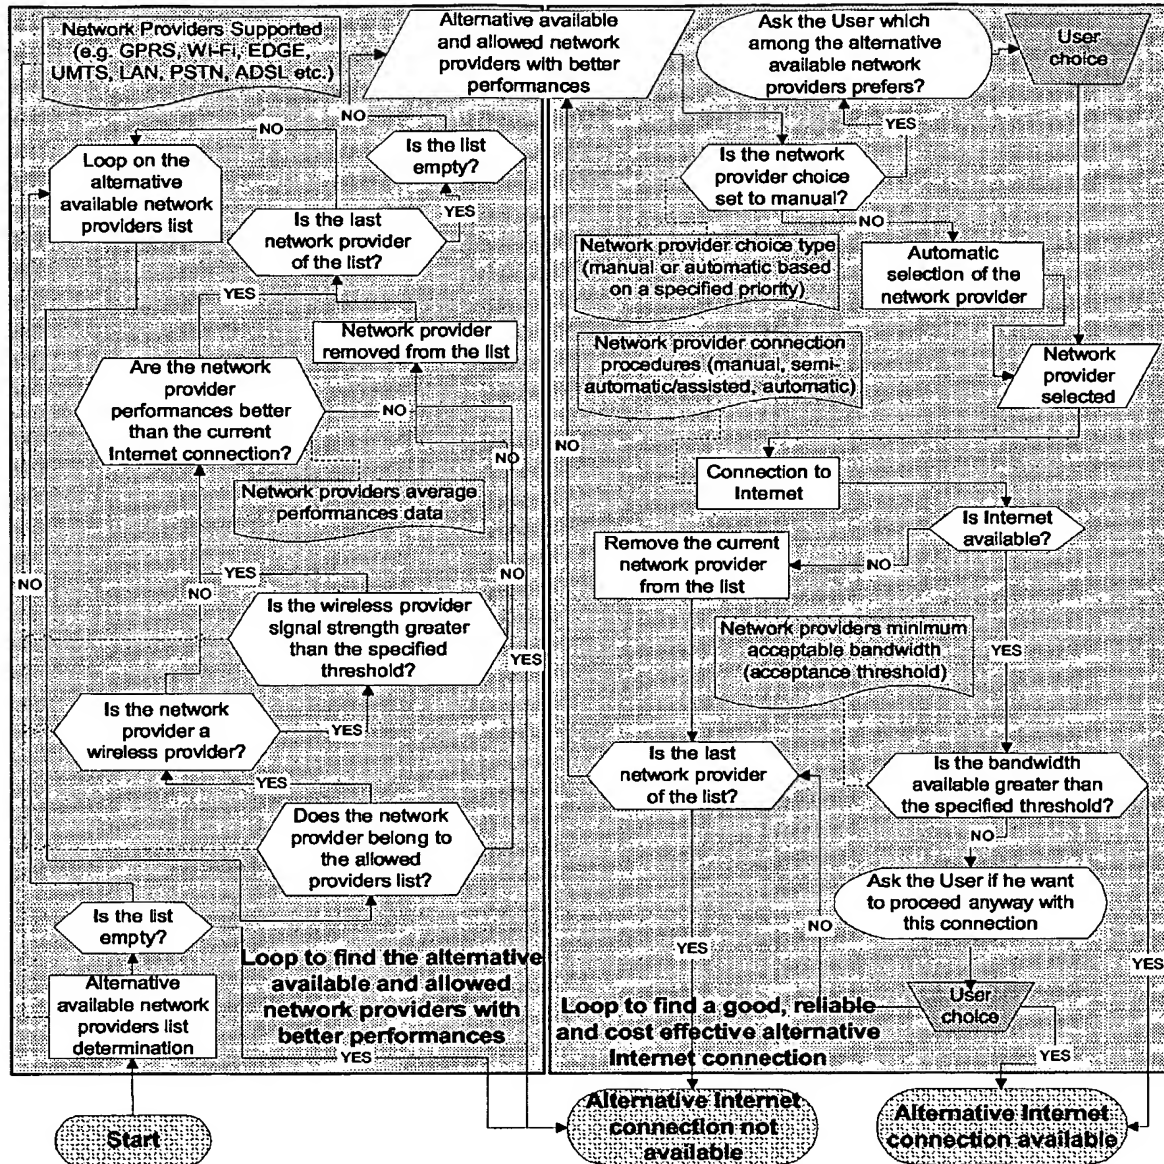 Network Providers Supported
(e.g. GPRS, Wi-Fi, EDGE,
UMTS, LAN, PSTN, ADSL etc.)
Alternative available
and allowed network
providers with better
performances
Ask the User which
among the alternative
available network
providers prefers?
User
choice
NO
NO
YES
Loop on the
alternative
available network
providers list
Is the list
empty?
Is the network
provider choice
set to manual?
YES
Is the last
network provider
of the list?
NO
Network provider choice type
(manual or automatic based
on a specified priority)
Automatic
selection of the
network provider
YES
Network provider
removed from the list
Network provider connection
procedures (manual, semi-
automatic/assisted, automatic)
Network
provider
selected
Are the network
provider
performances better
than the current
Internet connection?
NO
NO
NO
Connection to
Internet
Network providers average
performances data
Is Internet
available?
Remove the current
network provider
from the list
NO
NO
YES
NO
Is the wireless provider
signal strength greater
than the specified
threshold?
Network providers minimum
acceptable bandwidth
(acceptance threshold)
YES
YES
Is the network
provider a
wireless provider?
YES
Is the last
network provider
of the list?
Is the bandwidth
available greater than
the specified threshold?
YES
Does the network
provider belong to
the allowed
providers list?
NO
Ask the User if he want
to proceed anyway with
this connection
Is the list
empty?
NO
YES
YES
Loop to find the alternative
available and allowed
network providers with
better performances
Alternative
available network
providers list
determination
Loop to find a good, reliable
and cost effective alternative
Internet connection
User
choice
YES
YES
Start
Alternative Internet
connection not
available
Alternative Internet
connection available